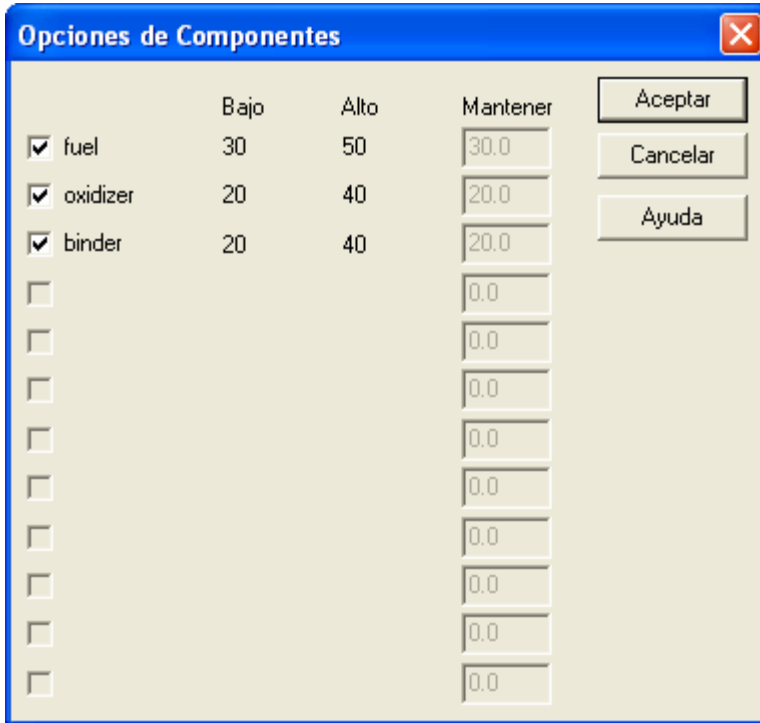 Opciones de Componentes
Bajo Alto Mantener Aceptar
fuel 30 50 30.0 Cancelar
oxidizer 20 40 20.0 Ayuda
binder 20 40 20.0
0.0
0.0
0.0
0.0
0.0
0.0
0.0
0.0
0.0